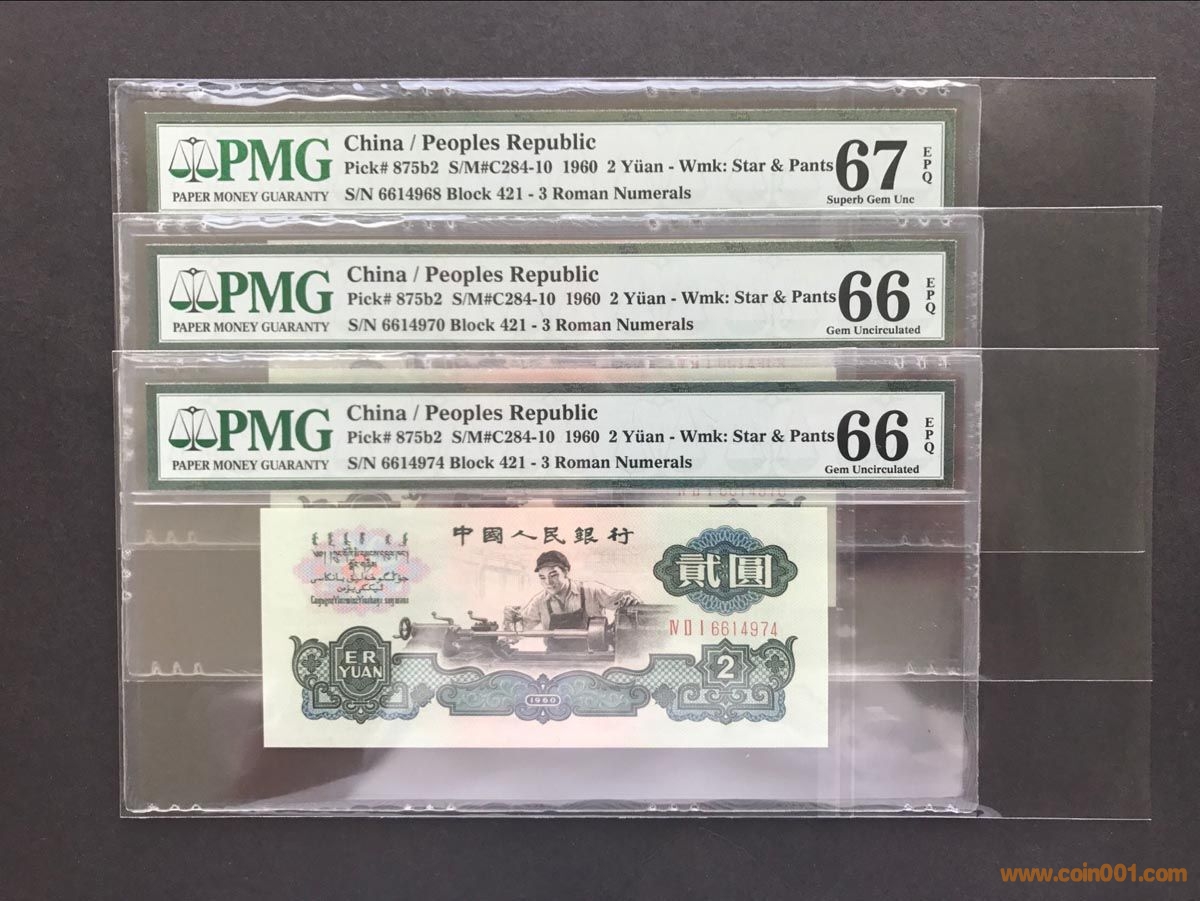 PMG
PAPER MONEY GUARANTY
China / Peoples Republic
Pick# 875b2 S/M#C284-10 1960 2 Yüan - Wmk: Star & Pants
S/N 6614968 Block 421 - 3 Roman Numerals
67
EPQ
Superb Gem Unc
PMG
PAPER MONEY GUARANTY
China / Peoples Republic
Pick# 875b2 S/M#C284-10 1960 2 Yüan - Wmk: Star & Pants
S/N 6614970 Block 421 - 3 Roman Numerals
66
EPQ
Gem Uncirculated
PMG
PAPER MONEY GUARANTY
China / Peoples Republic
Pick# 875b2 S/M#C284-10 1960 2 Yüan - Wmk: Star & Pants
S/N 6614974 Block 421 - 3 Roman Numerals
66
EPQ
Gem Uncirculated
中國人民銀行
貳圓
IV II I 6614974
ER
YUAN
2
1960
www.coin001.com